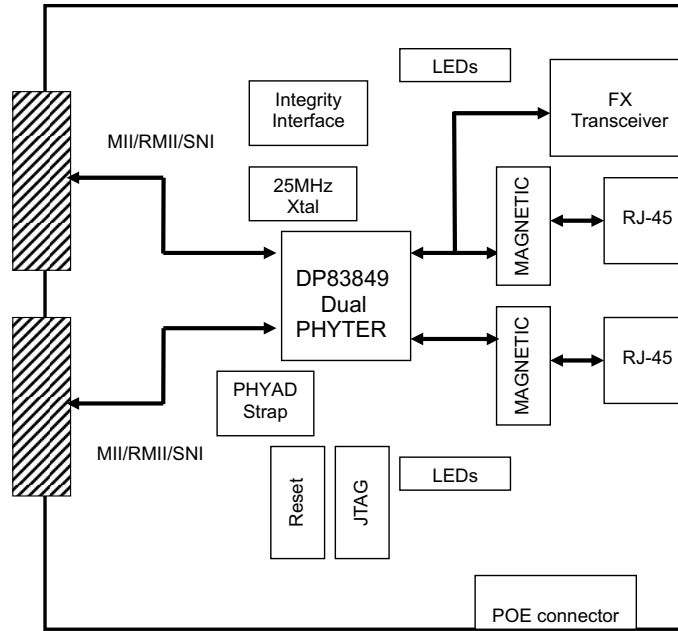 LEDs
FX
Transceiver
Integrity
Interface
MII/RMII/SNI
25MHz
Xtal
MAGNETIC
RJ-45
DP83849
Dual
PHYTER
MAGNETIC
RJ-45
PHYAD
Strap
MII/RMII/SNI
Reset
JTAG
LEDs
POE connector